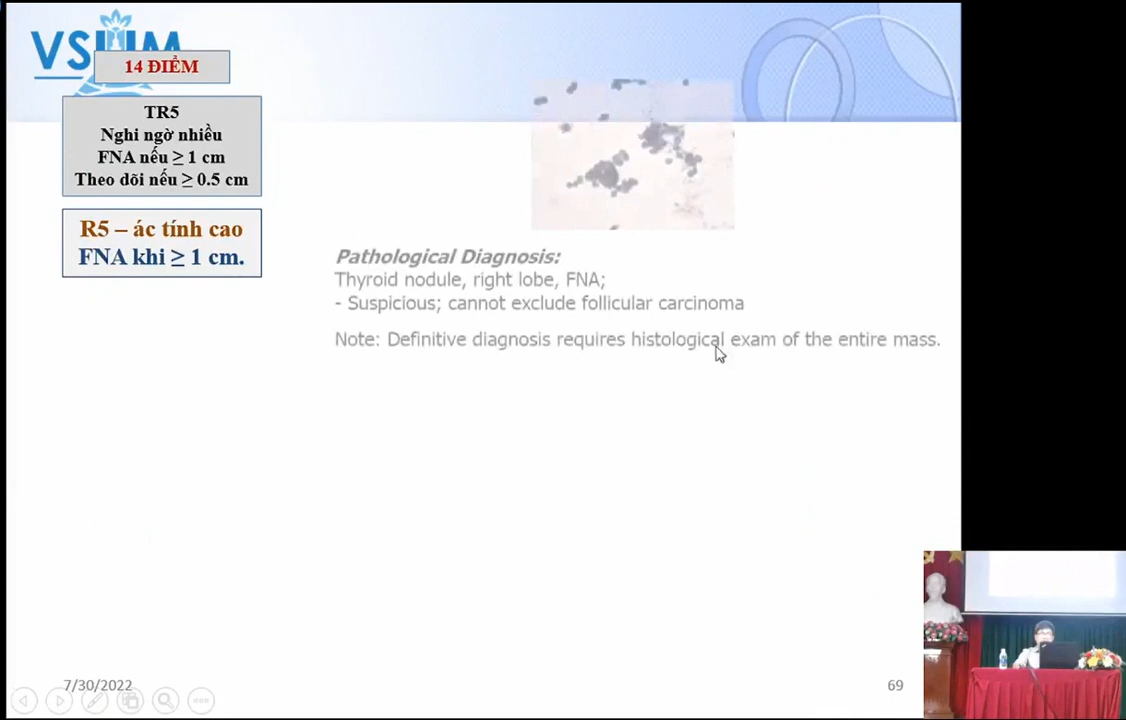 VSUM
14 ĐIỂM
TR5
Nghi ngờ nhiều
FNA nếu ≥ 1 cm
Theo dõi nếu ≥ 0.5 cm
R5 – ác tính cao
FNA khi ≥ 1 cm.
Pathological Diagnosis:
Thyroid nodule, right lobe, FNA;
- Suspicious; cannot exclude follicular carcinoma
Note: Definitive diagnosis requires histological exam of the entire mass.
7/30/2022
69